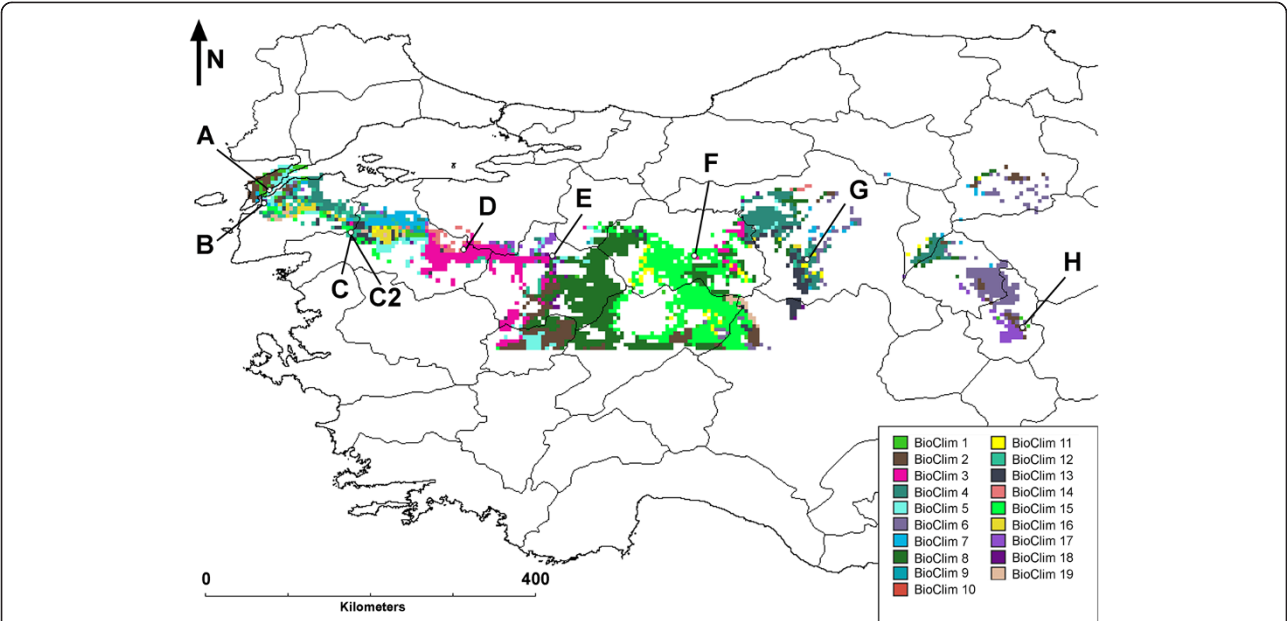 N
A
B
C
C2
D
E
F
G
H
0 400
Kilometers
BioClim 1
BioClim 2
BioClim 3
BioClim 4
BioClim 5
BioClim 6
BioClim 7
BioClim 8
BioClim 9
BioClim 10
BioClim 11
BioClim 12
BioClim 13
BioClim 14
BioClim 15
BioClim 16
BioClim 17
BioClim 18
BioClim 19